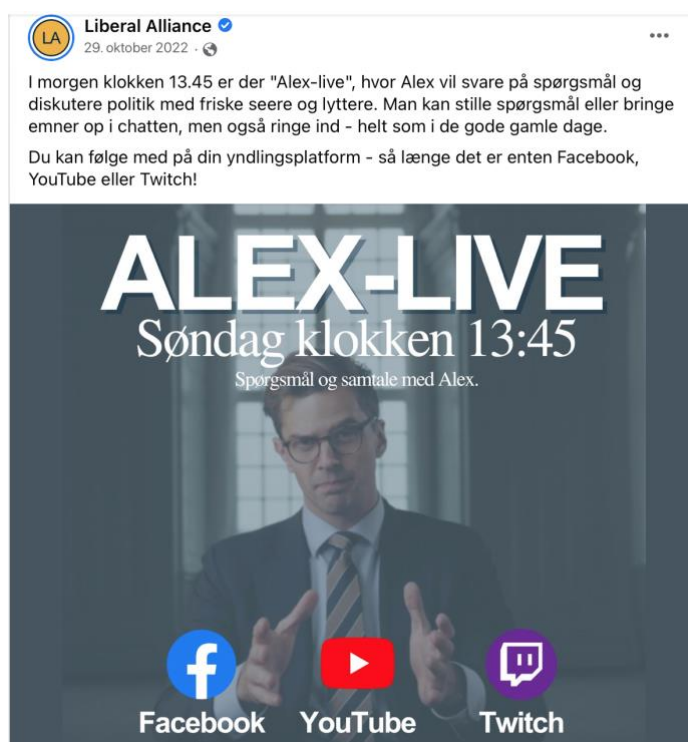 LA
Liberal Alliance
29. oktober 2022 ·
I morgen klokken 13.45 er der "Alex-live", hvor Alex vil svare på spørgsmål og
diskutere politik med friske seere og lyttere. Man kan stille spørgsmål eller bringe
emner op i chatten, men også ringe ind - helt som i de gode gamle dage.
Du kan følge med på din yndlingsplatform - så længe det er enten Facebook,
YouTube eller Twitch!
ALEX-LIVE
Søndag klokken 13:45
Spørgsmål og samtale med Alex.
Facebook YouTube Twitch